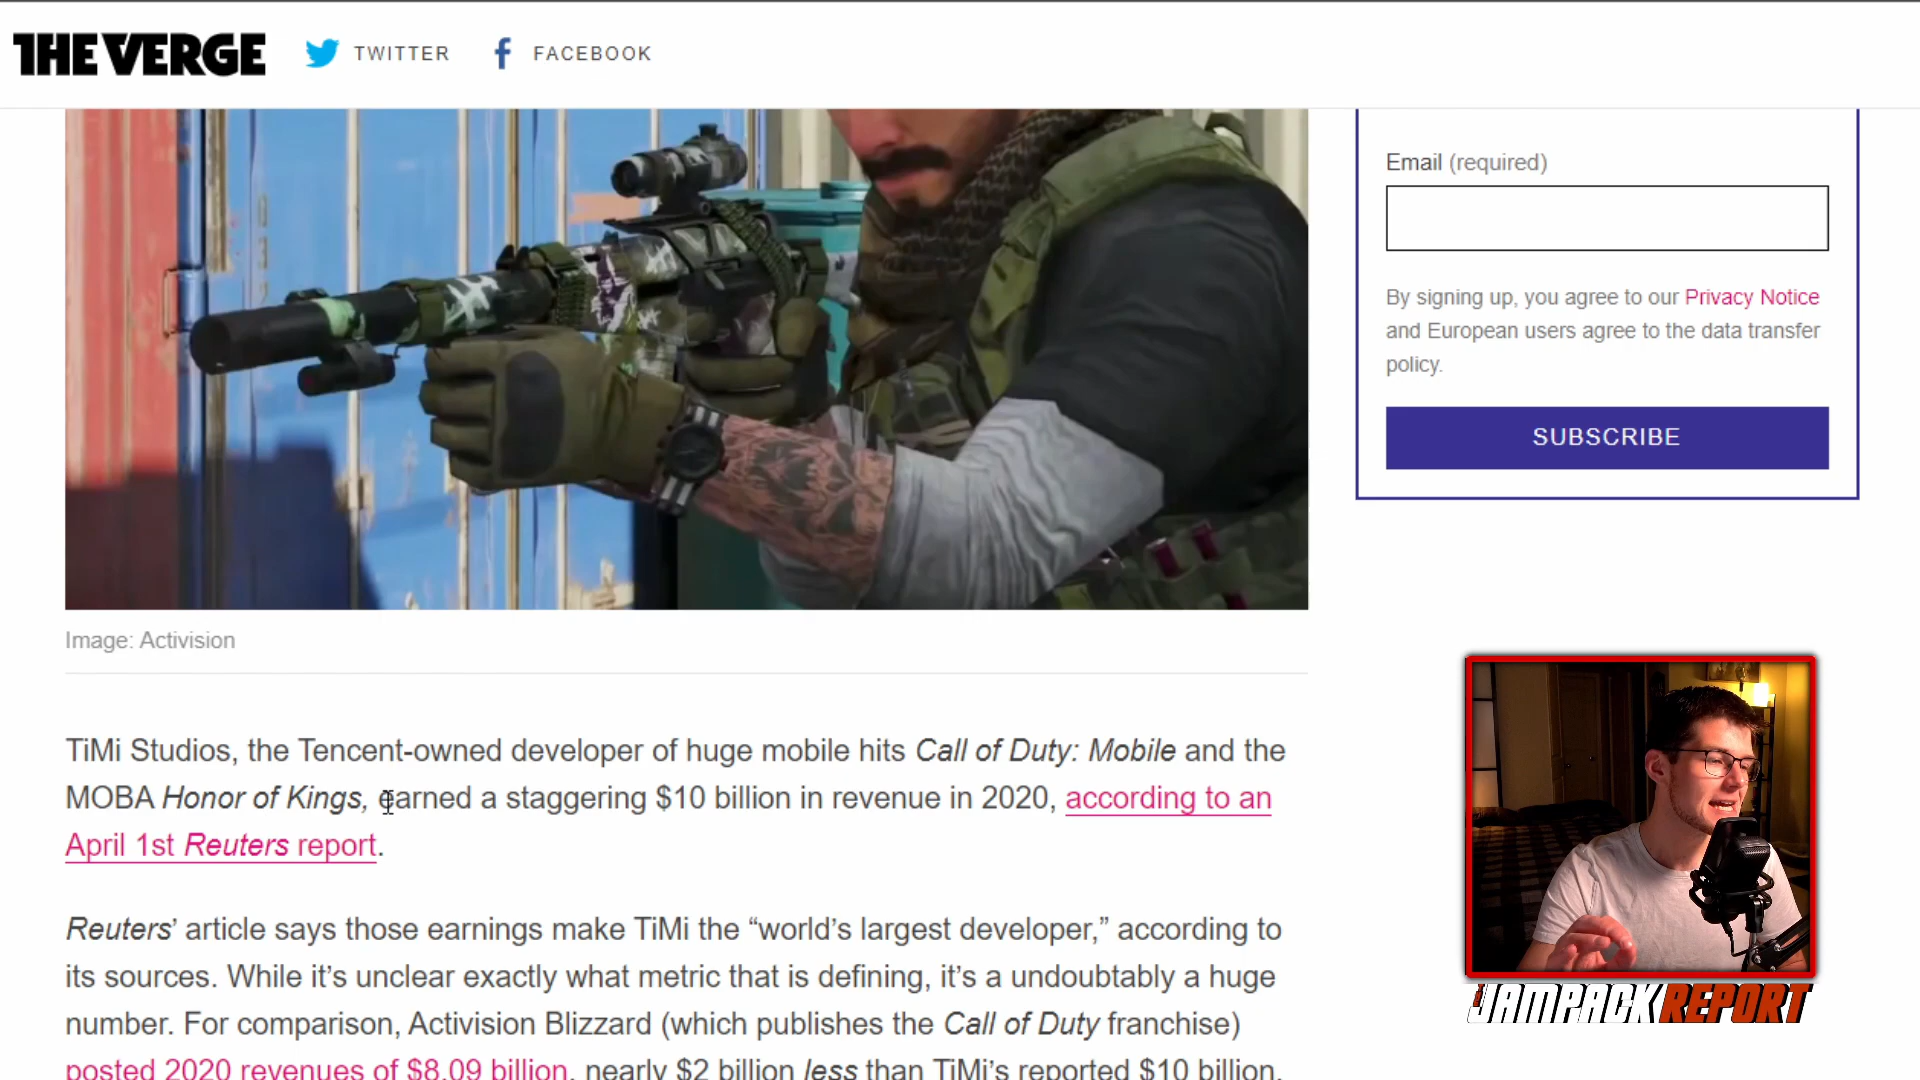 THE VERGE
TWITTER
FACEBOOK
Email (required)
By signing up, you agree to our Privacy Notice
and European users agree to the data transfer
policy.
SUBSCRIBE
Image: Activision
TiMi Studios, the Tencent-owned developer of huge mobile hits Call of Duty: Mobile and the
MOBA Honor of Kings, earned a staggering $10 billion in revenue in 2020, according to an
April 1st Reuters report.
Reuters’ article says those earnings make TiMi the “world’s largest developer,” according to
its sources. While it’s unclear exactly what metric that is defining, it’s a undoubtably a huge
number. For comparison, Activision Blizzard (which publishes the Call of Duty franchise)
posted 2020 revenues of $8.09 billion, nearly $2 billion less than TiMi’s reported $10 billion.
JAMPACK REPORT